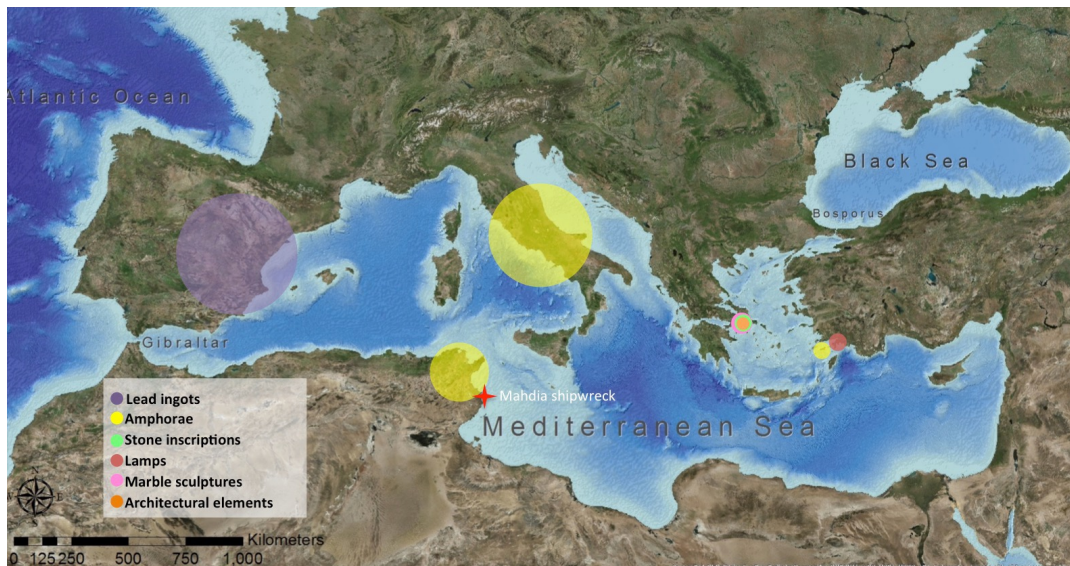 Atlantic Ocean
Black Sea
Bosporus
Gibraltar
Mahdia shipwreck
Mediterranean Sea
Lead ingots
Amphorae
Stone inscriptions
Lamps
Marble sculptures
Architectural elements
N
W E
S
Kilometers
0 125 250 500 750 1.000